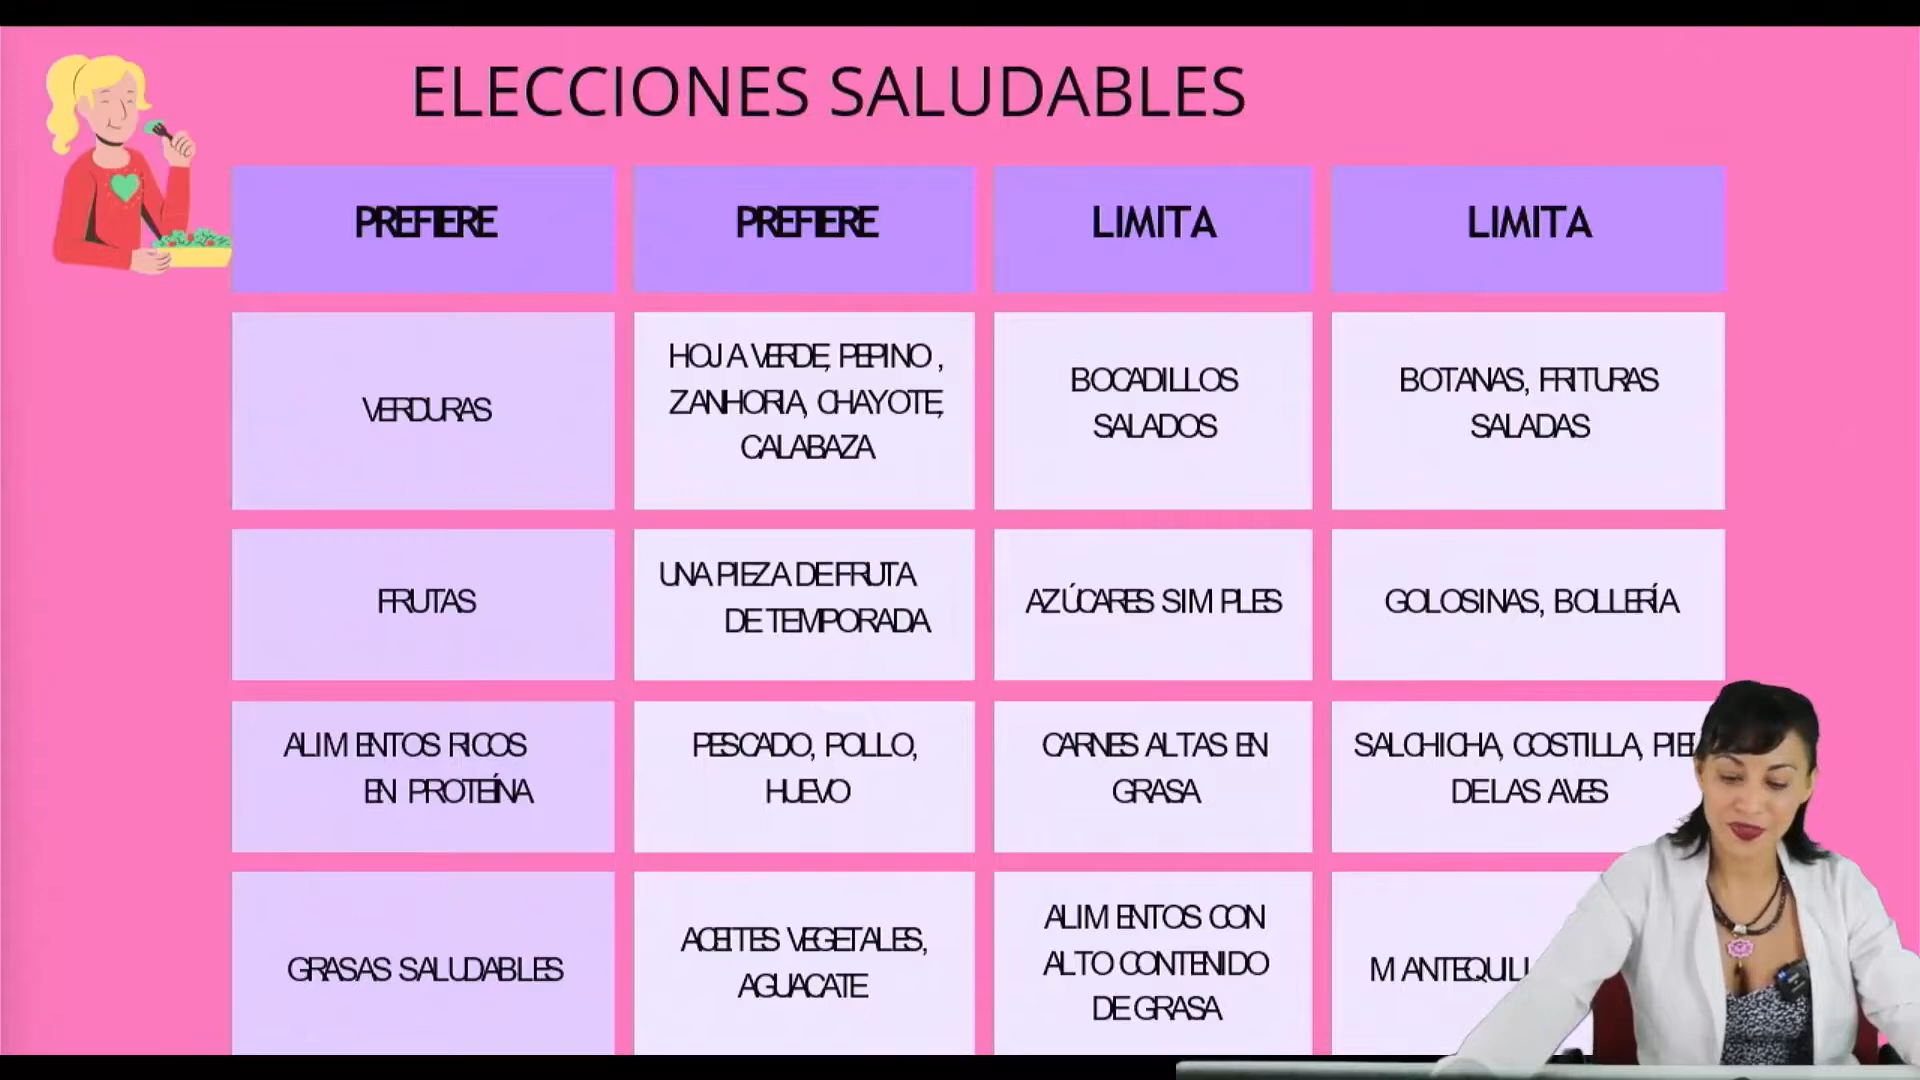 ELECCIONES SALUDABLES
PREFIERE
PREFIERE
LIMITA
LIMITA
VERDURAS
HOJA VERDE, PEPINO ,
ZANHORIA, CHAYOTE,
CALABAZA
BOCADILLOS
SALADOS
BOTANAS, FRITURAS
SALADAS
FRUTAS
UNA PIEZA DE FRUTA
DE TEMPORADA
AZÚCARES SIMPLES
GOLOSINAS, BOLLERÍA
ALIMENTOS RICOS
EN PROTEÍNA
PESCADO, POLLO,
HUEVO
CARNES ALTAS EN
GRASA
SALCHICHA, COSTILLA,
DE LAS AVES
GRASAS SALUDABLES
ACEITES VEGETALES,
AGUACATE
ALIMENTOS CON
ALTO CONTENIDO
DE GRASA